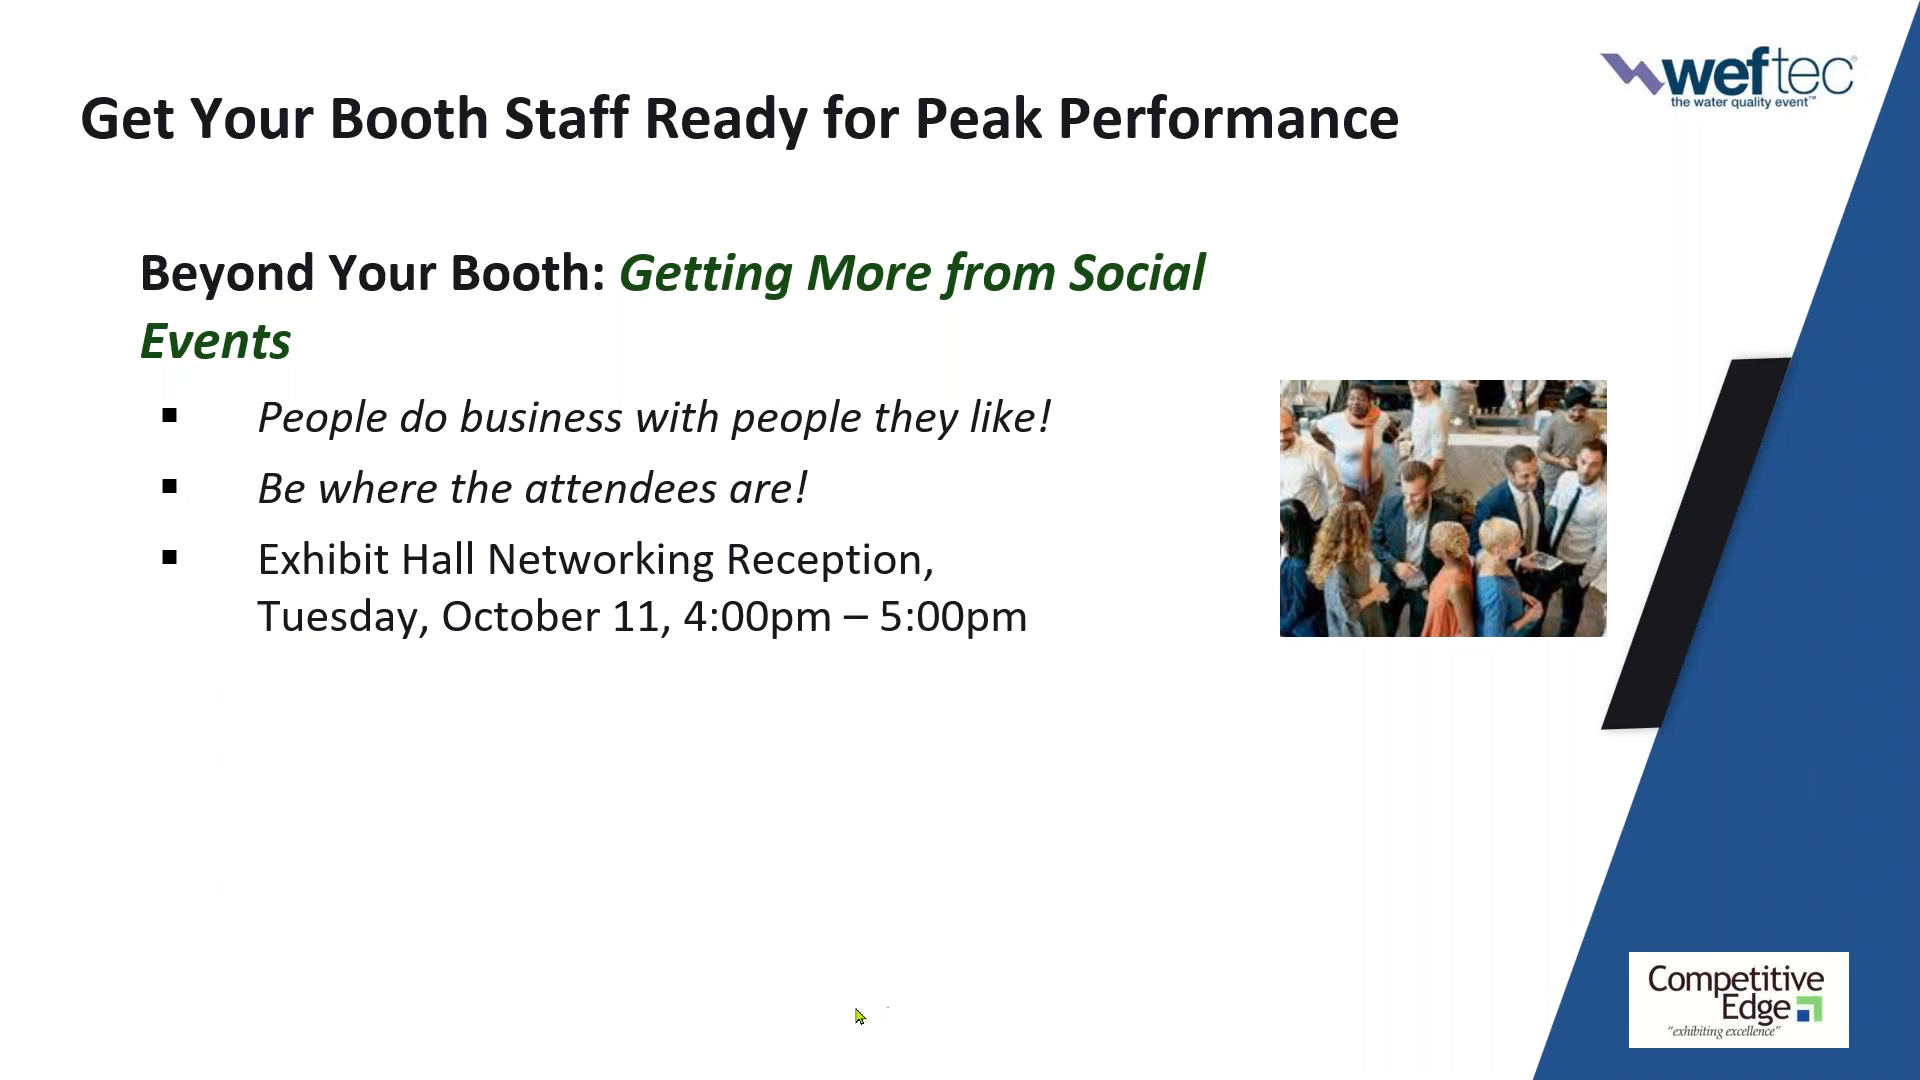 weftec®
the water quality event™
Get Your Booth Staff Ready for Peak Performance
Beyond Your Booth: Getting More from Social
Events
▪ People do business with people they like!
▪ Be where the attendees are!
▪ Exhibit Hall Networking Reception,
Tuesday, October 11, 4:00pm – 5:00pm
Competitive
Edge
"exhibiting excellence"